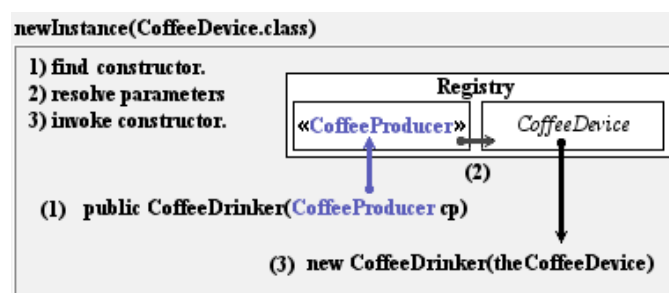 newInstance(CoffeeDevice.class)
1) find constructor.
2) resolve parameters
3) invoke constructor.
Registry
«CoffeeProducer»
CoffeeDevice
(2)
(1) public CoffeeDrinker(CoffeeProducer cp)
(3) new CoffeeDrinker(theCoffeeDevice)